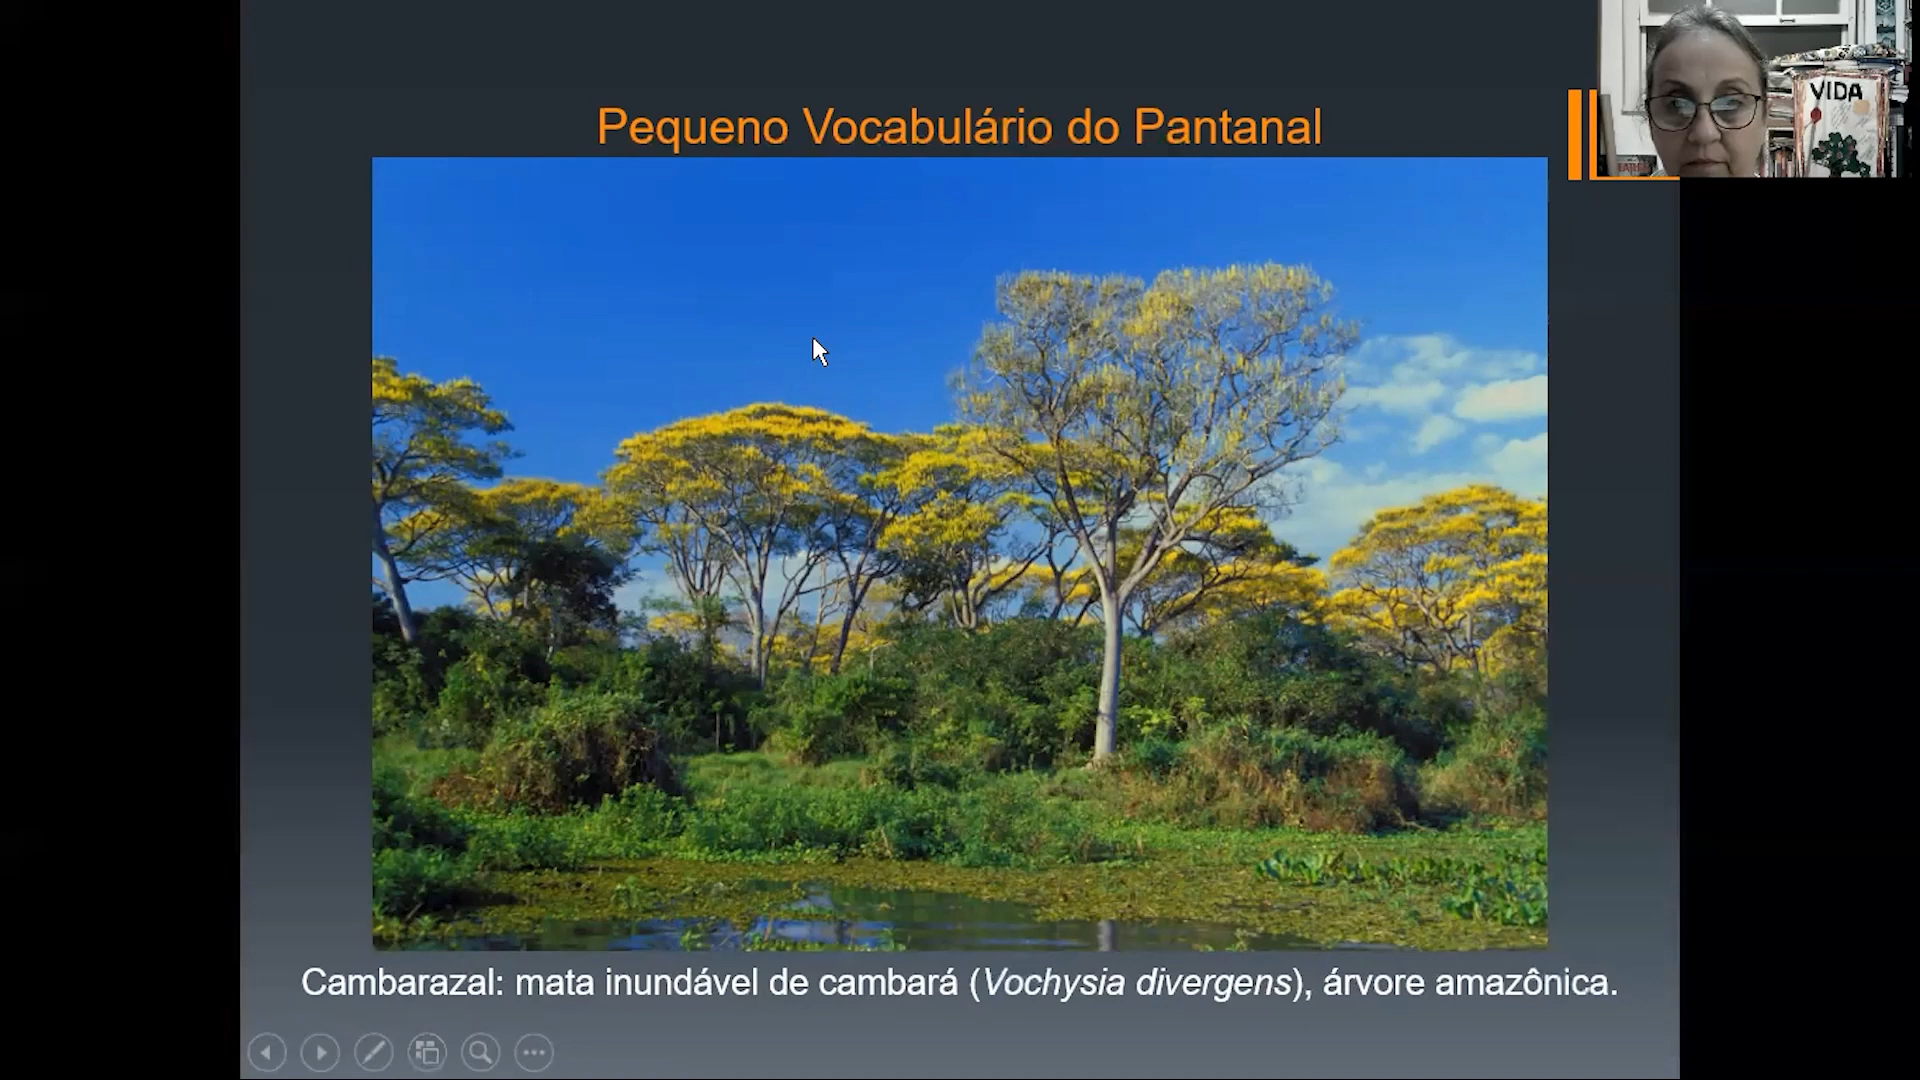 Pequeno Vocabulário do Pantanal
VIDA
Cambarazal: mata inundável de cambará (Vochysia divergens), árvore amazônica.